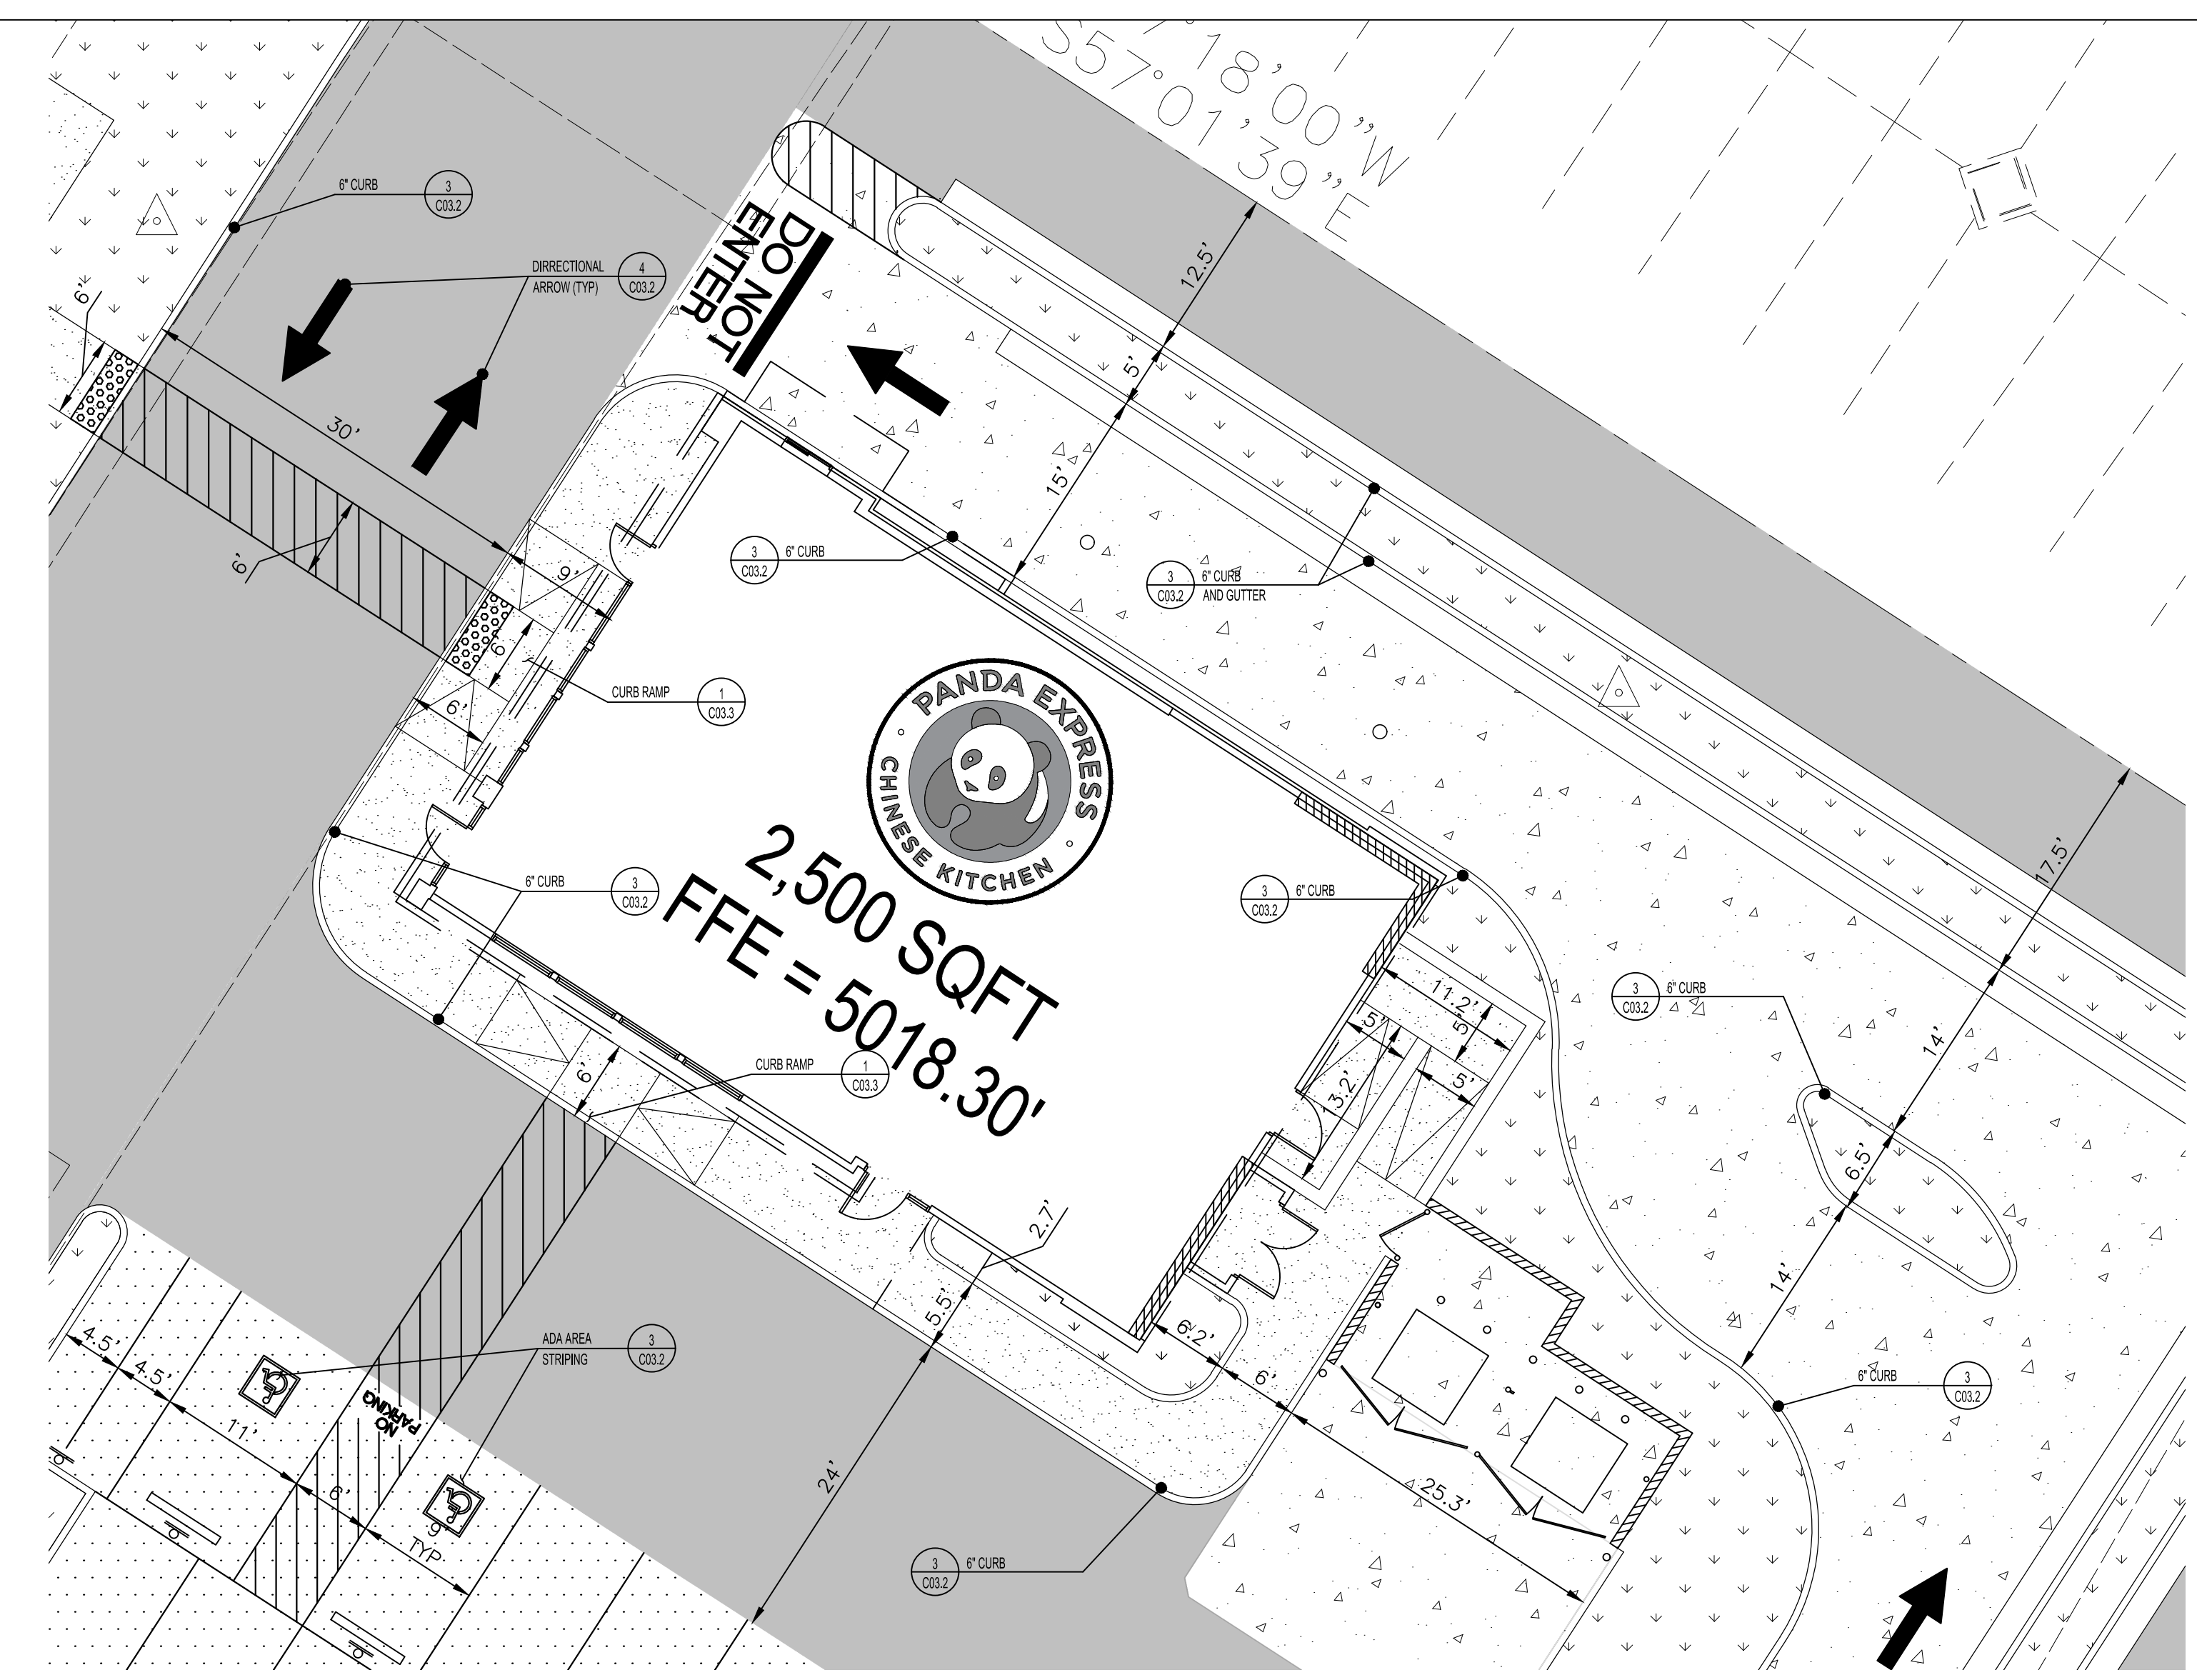 18'00"W
S57°01'39"E
6" CURB
3
C03.2
DIRRECTIONAL
ARROW (TYP)
4
C03.2
DO NOT
ENTER
12.5'
5'
15'
6'
30'
6'
9'
6'
6'
3
C03.2
6" CURB
3
C03.2
6" CURB
AND GUTTER
CURB RAMP
1
C03.3
PANDA EXPRESS
CHINESE KITCHEN
2,500 SQFT
FFE = 5018.30'
6" CURB
3
C03.2
3
C03.2
6" CURB
17.5'
14'
6.5'
14'
3
C03.2
6" CURB
11.2'
5'
5'
5'
13.2'
CURB RAMP
1
C03.3
6'
2.7'
5.5'
6.2'
6'
25.3'
24'
ADA AREA
STRIPING
3
C03.2
4.5'
4.5'
11'
NO
PARKING
9'
TYP
6" CURB
3
C03.2
3
C03.2
6" CURB